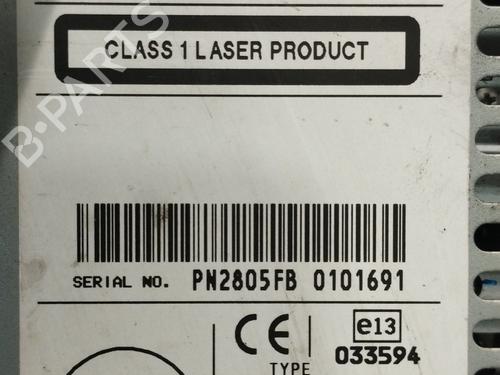 CLASS 1 LASER PRODUCT
B-PARTS
SERIAL NO. PN2805FB 0101691
CE e13
TYPE 033594